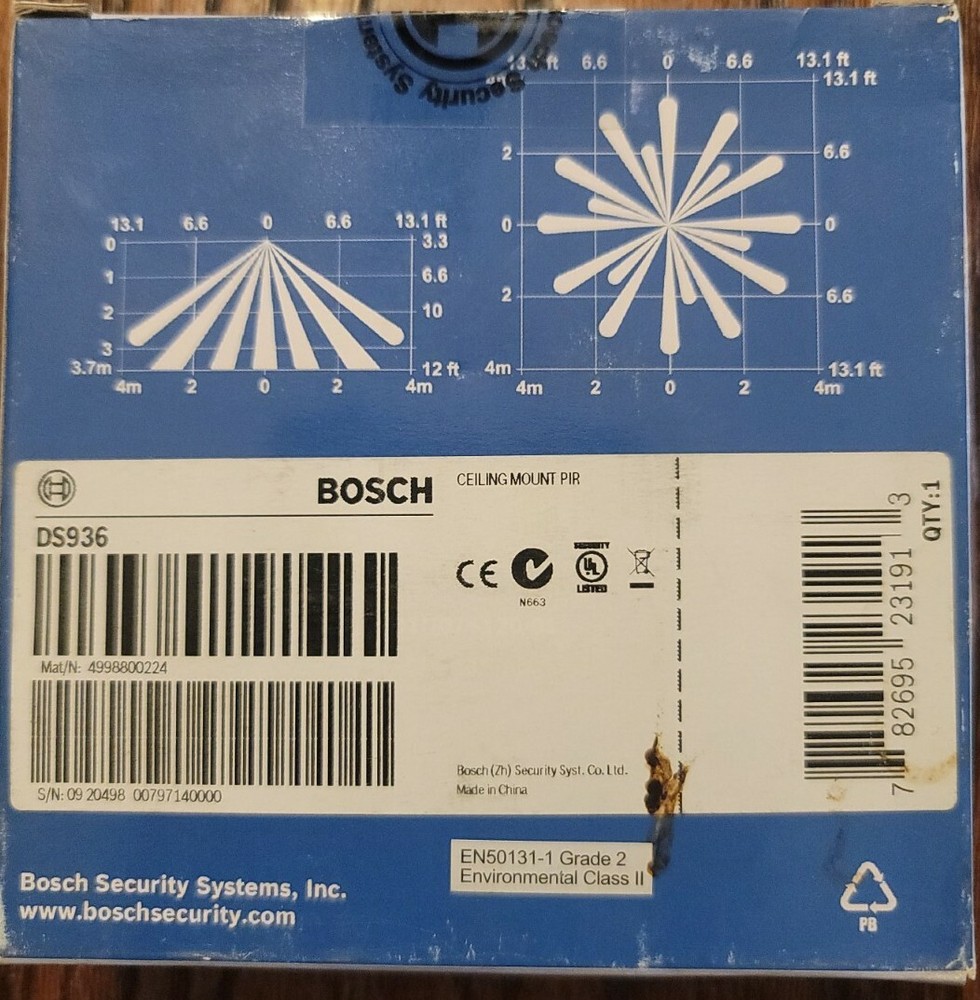 Security Systems
13.1 ft 6.6 0 6.6 13.1 ft
13.1 ft
2 6.6
0 0
2 6.6
4m 13.1 ft
4m 2 0 2 4m
13.1 6.6 0 6.6 13.1 ft
0 3.3
1 6.6
2 10
3
3.7m 12 ft
4m 2 0 2 4m
BOSCH
DS936
Mat/N: 4998800224
S/N: 09 20498 00797140000
CEILING MOUNT PIR
CE
N663
SECURITY
UL
LISTED
Bosch (Zh) Security Syst. Co. Ltd.
Made in China
7 82695 23191 3
QTY:1
EN50131-1 Grade 2
Environmental Class II
Bosch Security Systems, Inc.
www.boschsecurity.com
PB